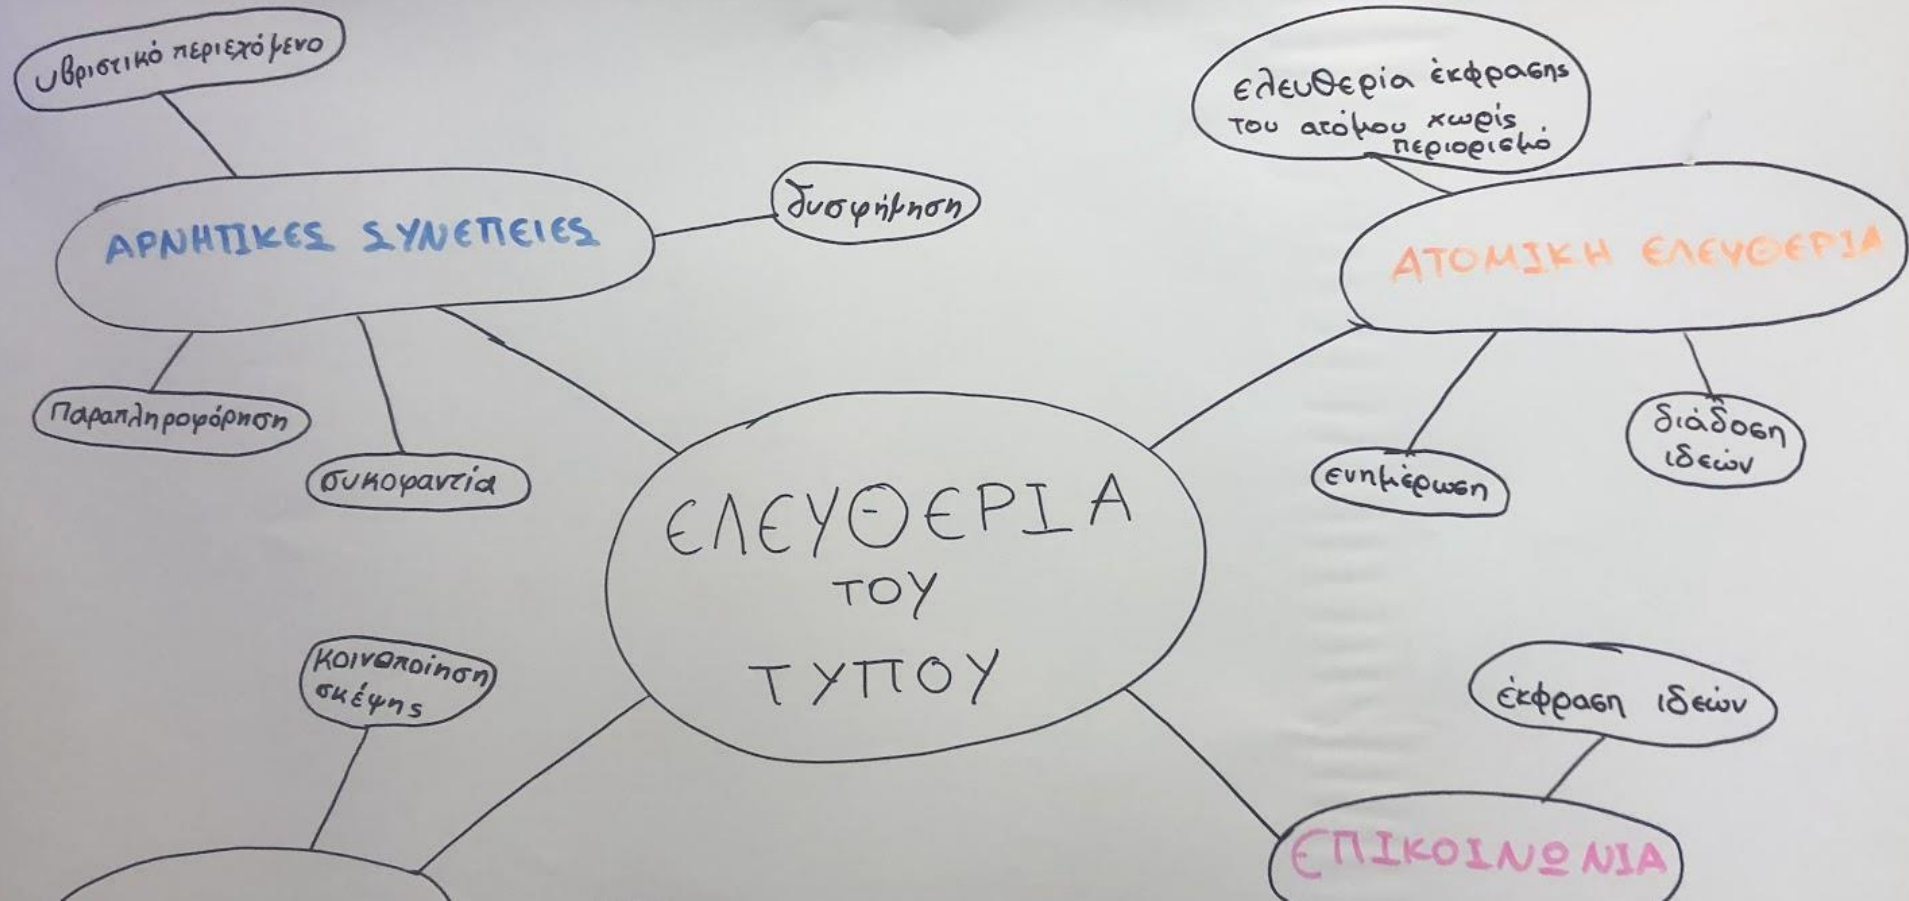 υβριστικό περιεχόμενο
ΑΡΝΗΤΙΚΕΣ ΣΥΝΕΠΕΙΕΣ
δυσφήμηση
Παραπληροφόρηση
συκοφαντία
ελευθερία έκφρασης
του ατόμου χωρίς
περιορισμό
ΑΤΟΜΙΚΗ ΕΛΕΥΘΕΡΙΑ
ενημέρωση
διάδοση
ιδεών
ΕΛΕΥΘΕΡΙΑ
ΤΟΥ
ΤΥΠΟΥ
κοινοποίηση
σκέψης
έκφραση ιδεών
ΕΠΙΚΟΙΝΩΝΙΑ